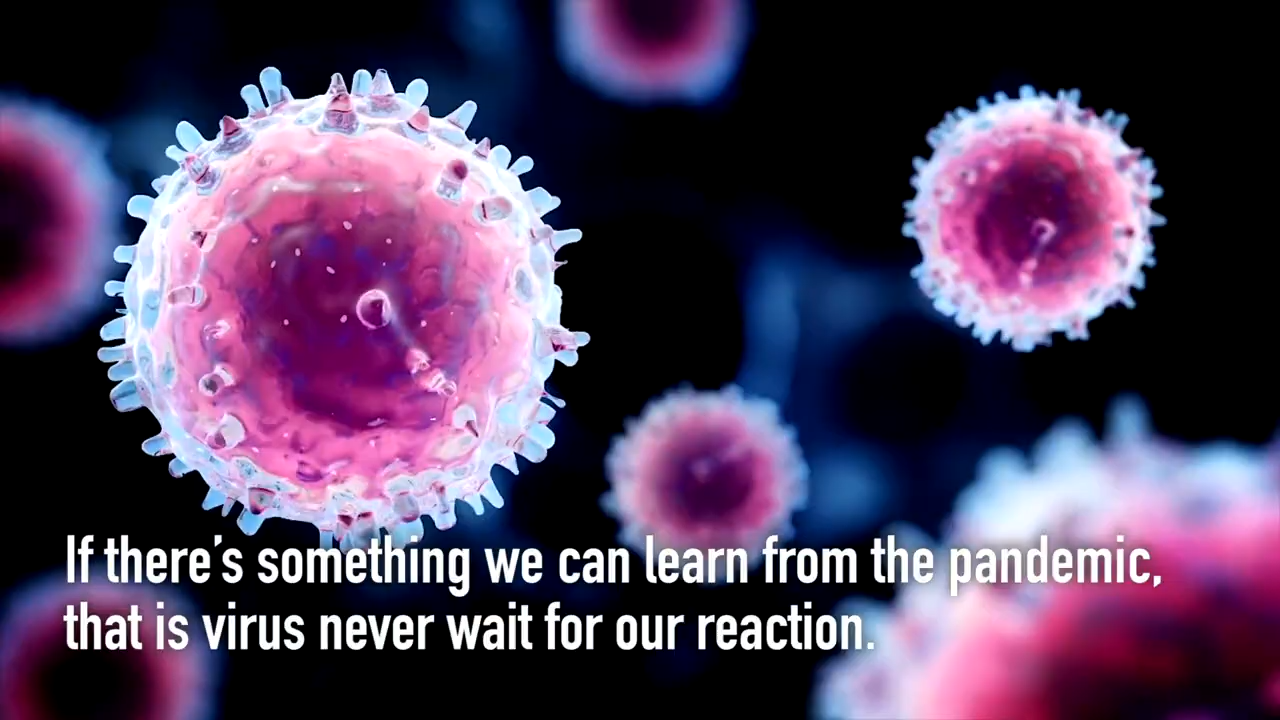 If there’s something we can learn from the pandemic,
that is virus never wait for our reaction.